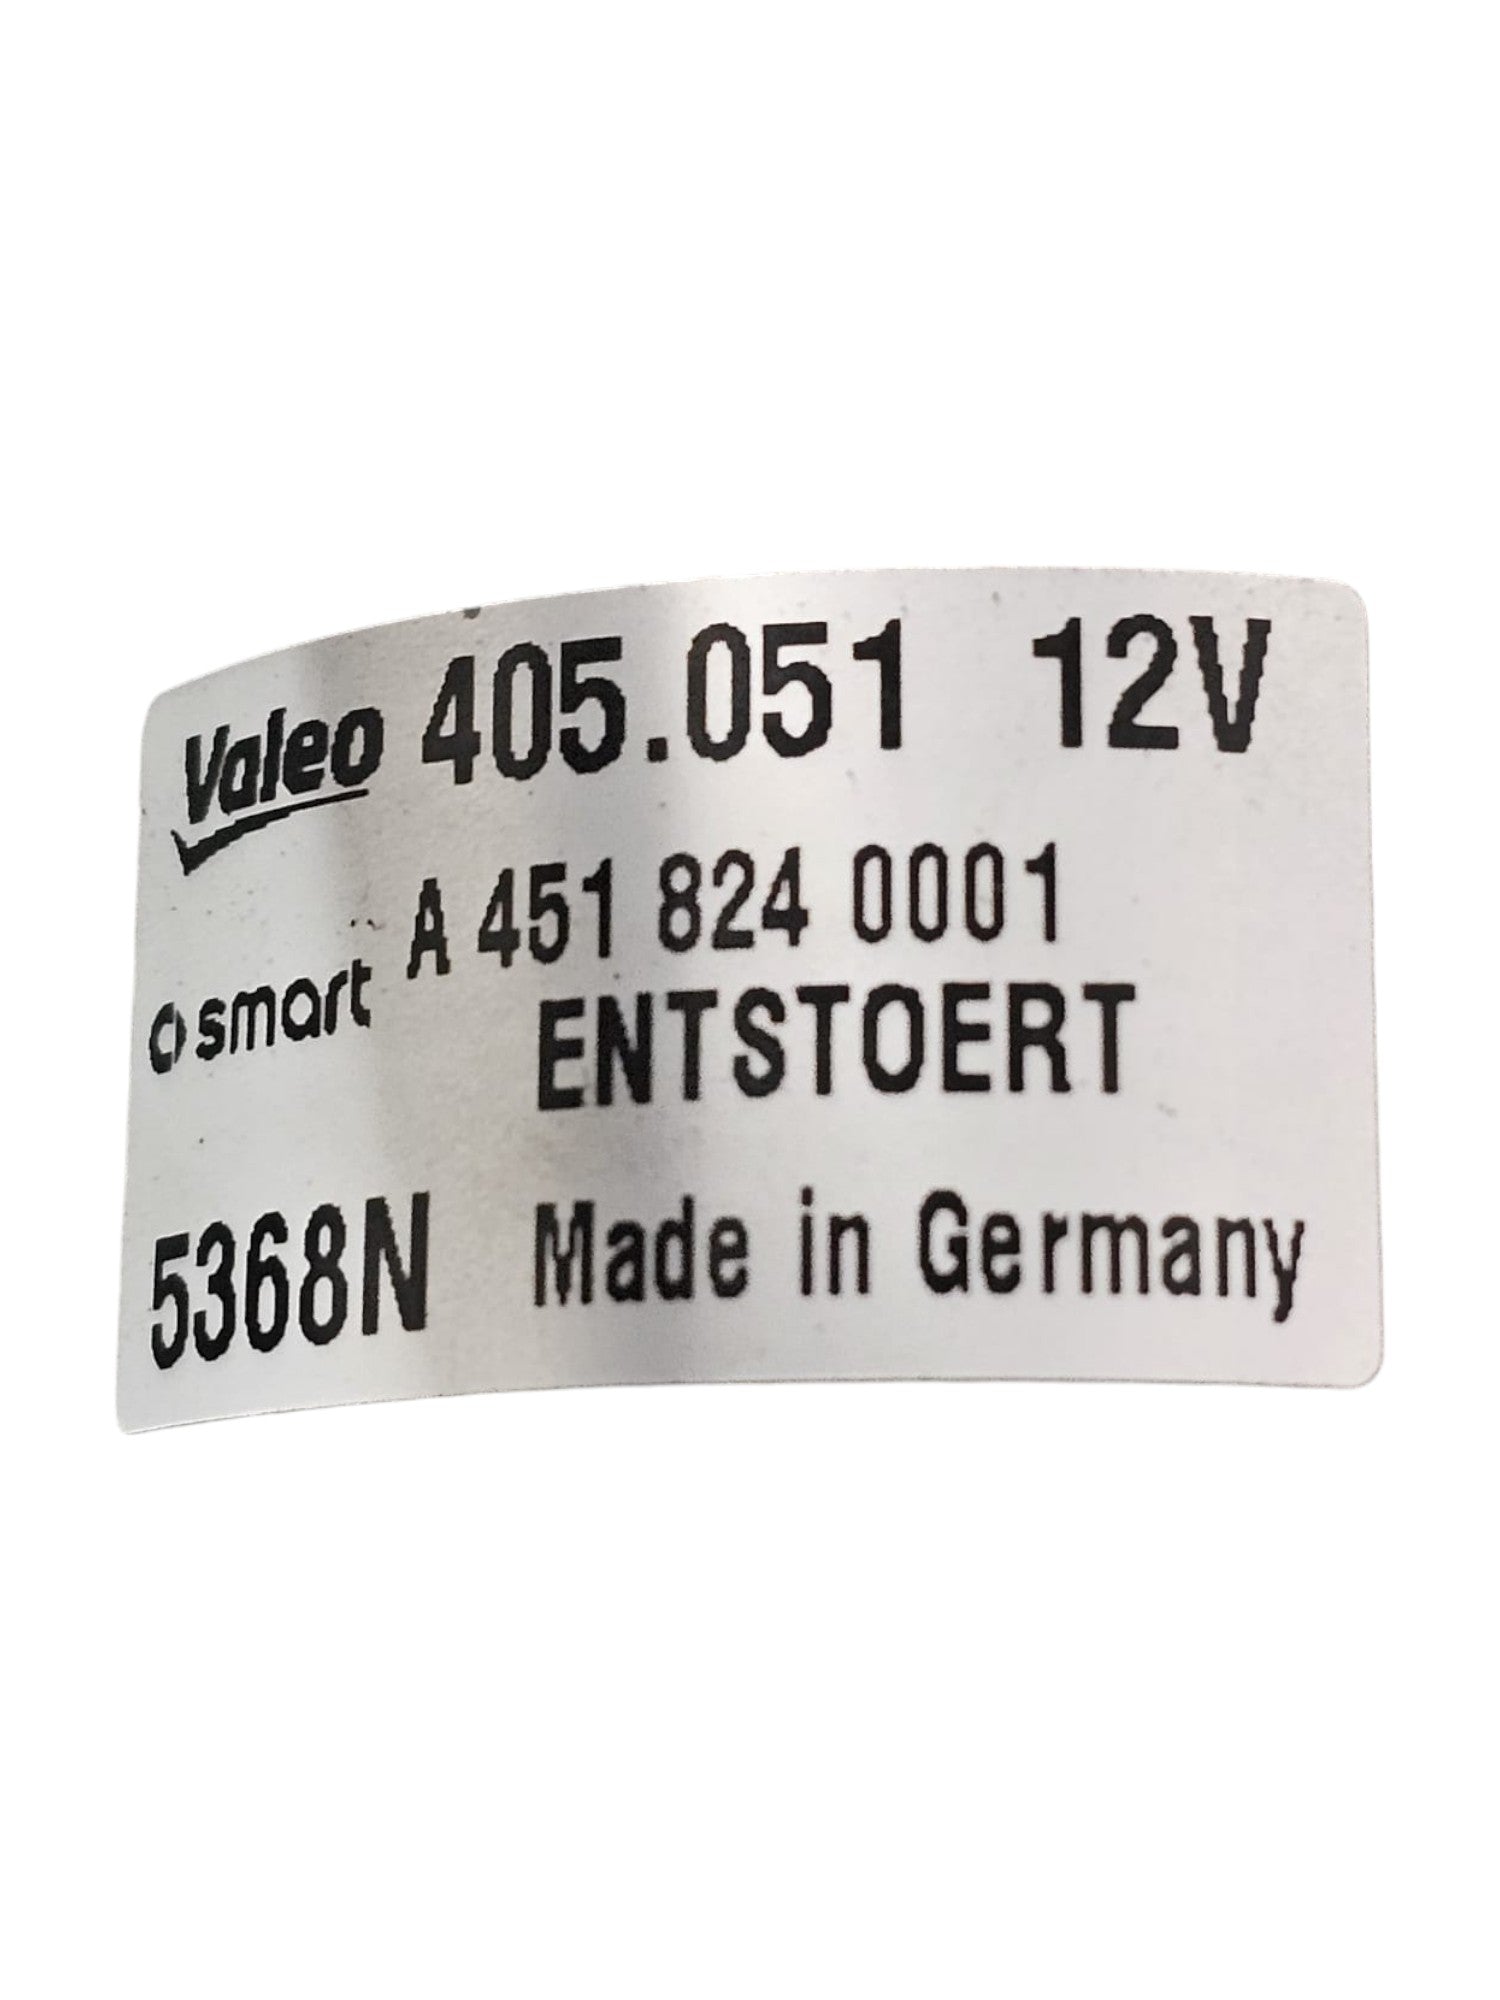 Valeo 405.051 12V
A 451 824 0001
smart
ENTSTOERT
5368N Made in Germany